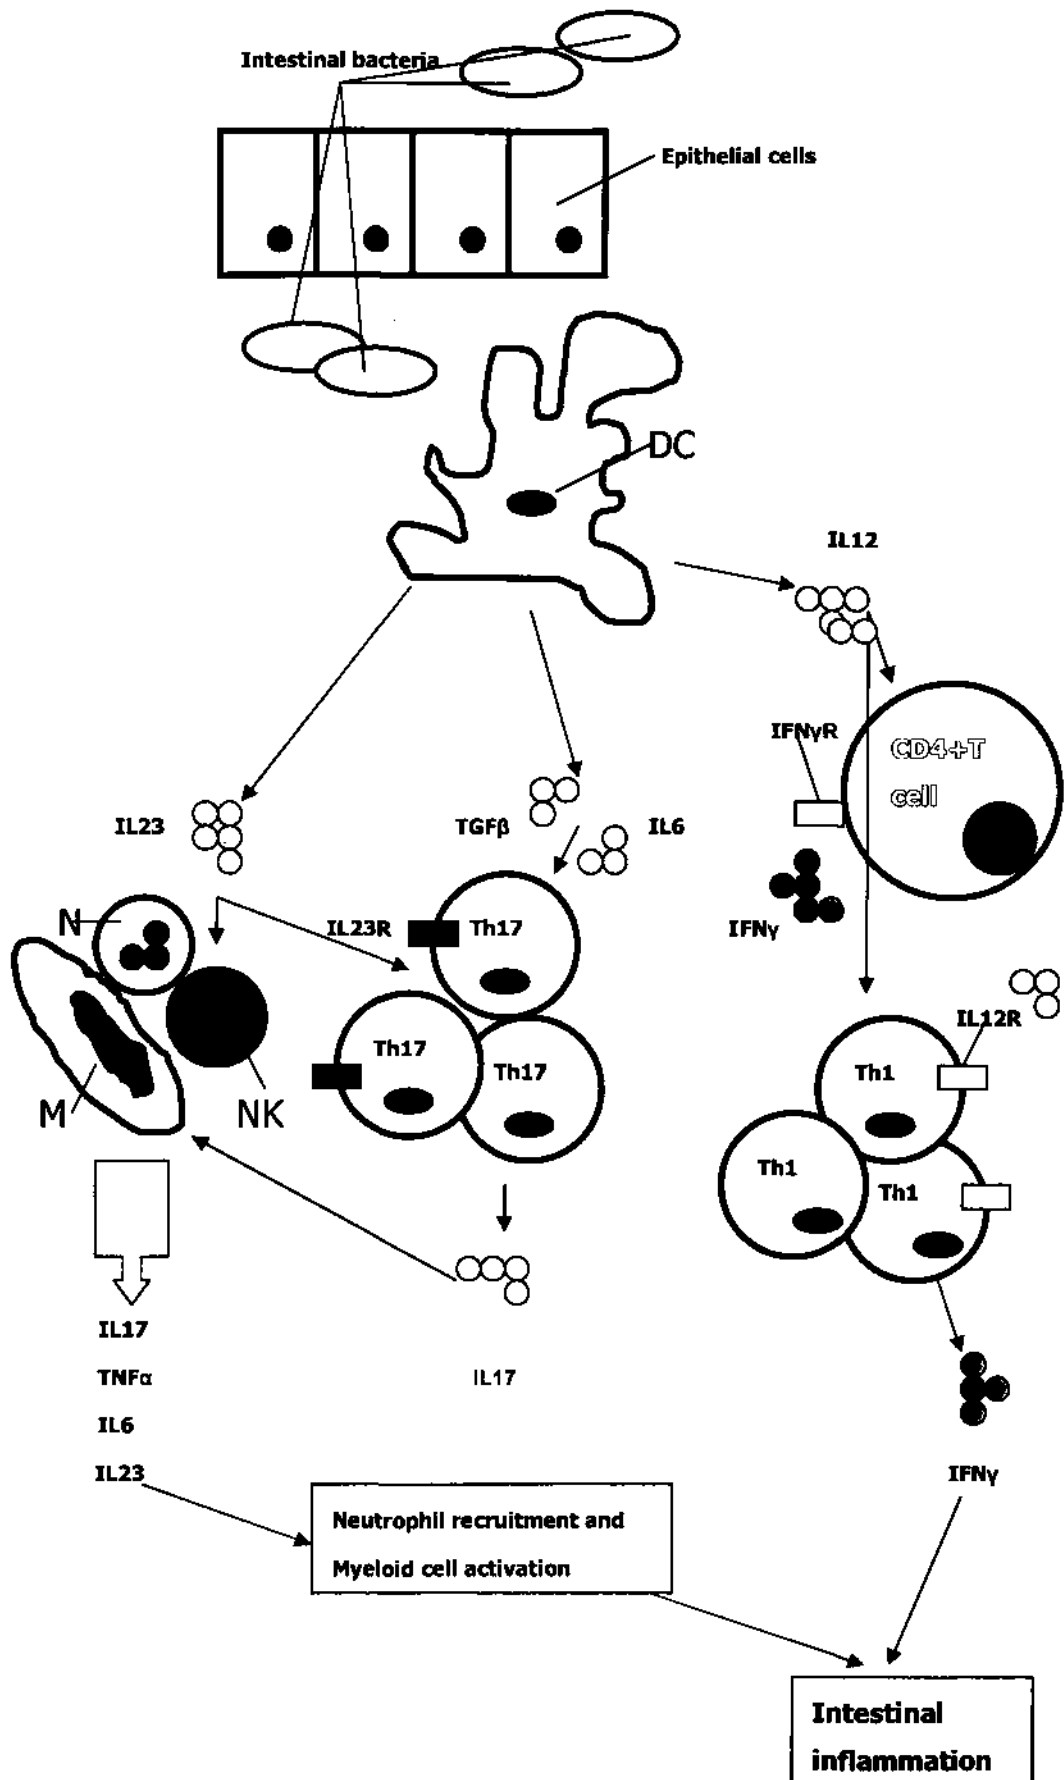 Intestinal bacteria
Epithelial cells
DC
IL12
IFNγR
CD4+T
cell
IL23
TGFβ
IL6
N
IL23R
Th17
IFNγ
IL12R
Th17
Th17
Th1
M
NK
Th1
Th1
IL17
TNFα
IL17
IL6
IL23
IFNγ
Neutrophil recruitment and
Myeloid cell activation
Intestinal
inflammation